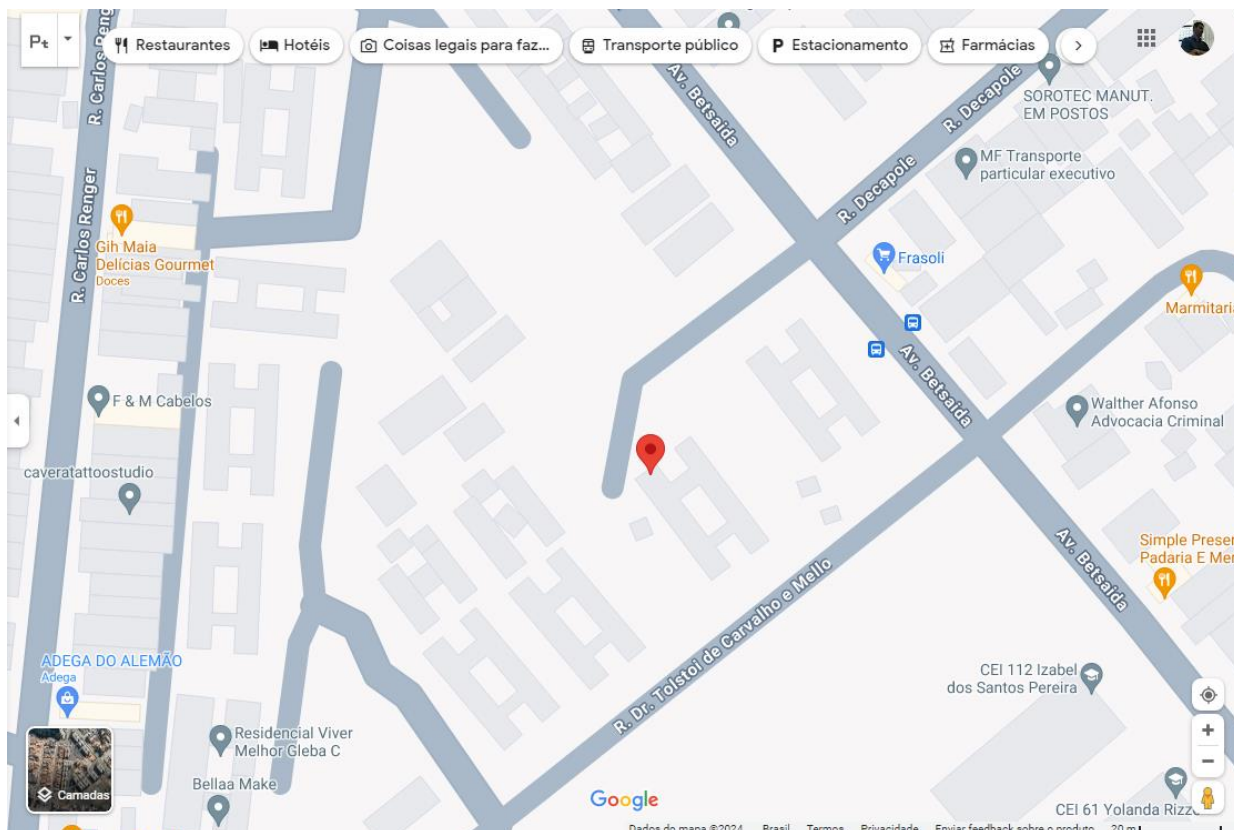 Pt
Restaurantes
Hotéis
Coisas legais para faz...
Transporte público
P Estacionamento
Farmácias
R. Carlos Renger
Av. Betsaida
R. Decapole
SOROTEC MANUT.
EM POSTOS
MF Transporte
particular executivo
R. Decapole
R. Carlos Renger
Gih Maia
Delícias Gourmet
Doces
Frasoli
Marmitaria
Av. Betsaida
F & M Cabelos
Walther Afonso
Advocacia Criminal
caveratattoostudio
Simple Presen
Padaria E Mer
Av. Betsaida
R. Dr. Tolstoi de Carvalho e Mello
ADEGA DO ALEMÃO
Adega
CEI 112 Izabel
dos Santos Pereira
Residencial Viver
Melhor Gleba C
Bellaa Make
Camadas
Google
CEI 61 Yolanda Rizzo
Dados do mapa ©2024 Brasil Termos Privacidade Enviar feedback sobre o produto 20 m